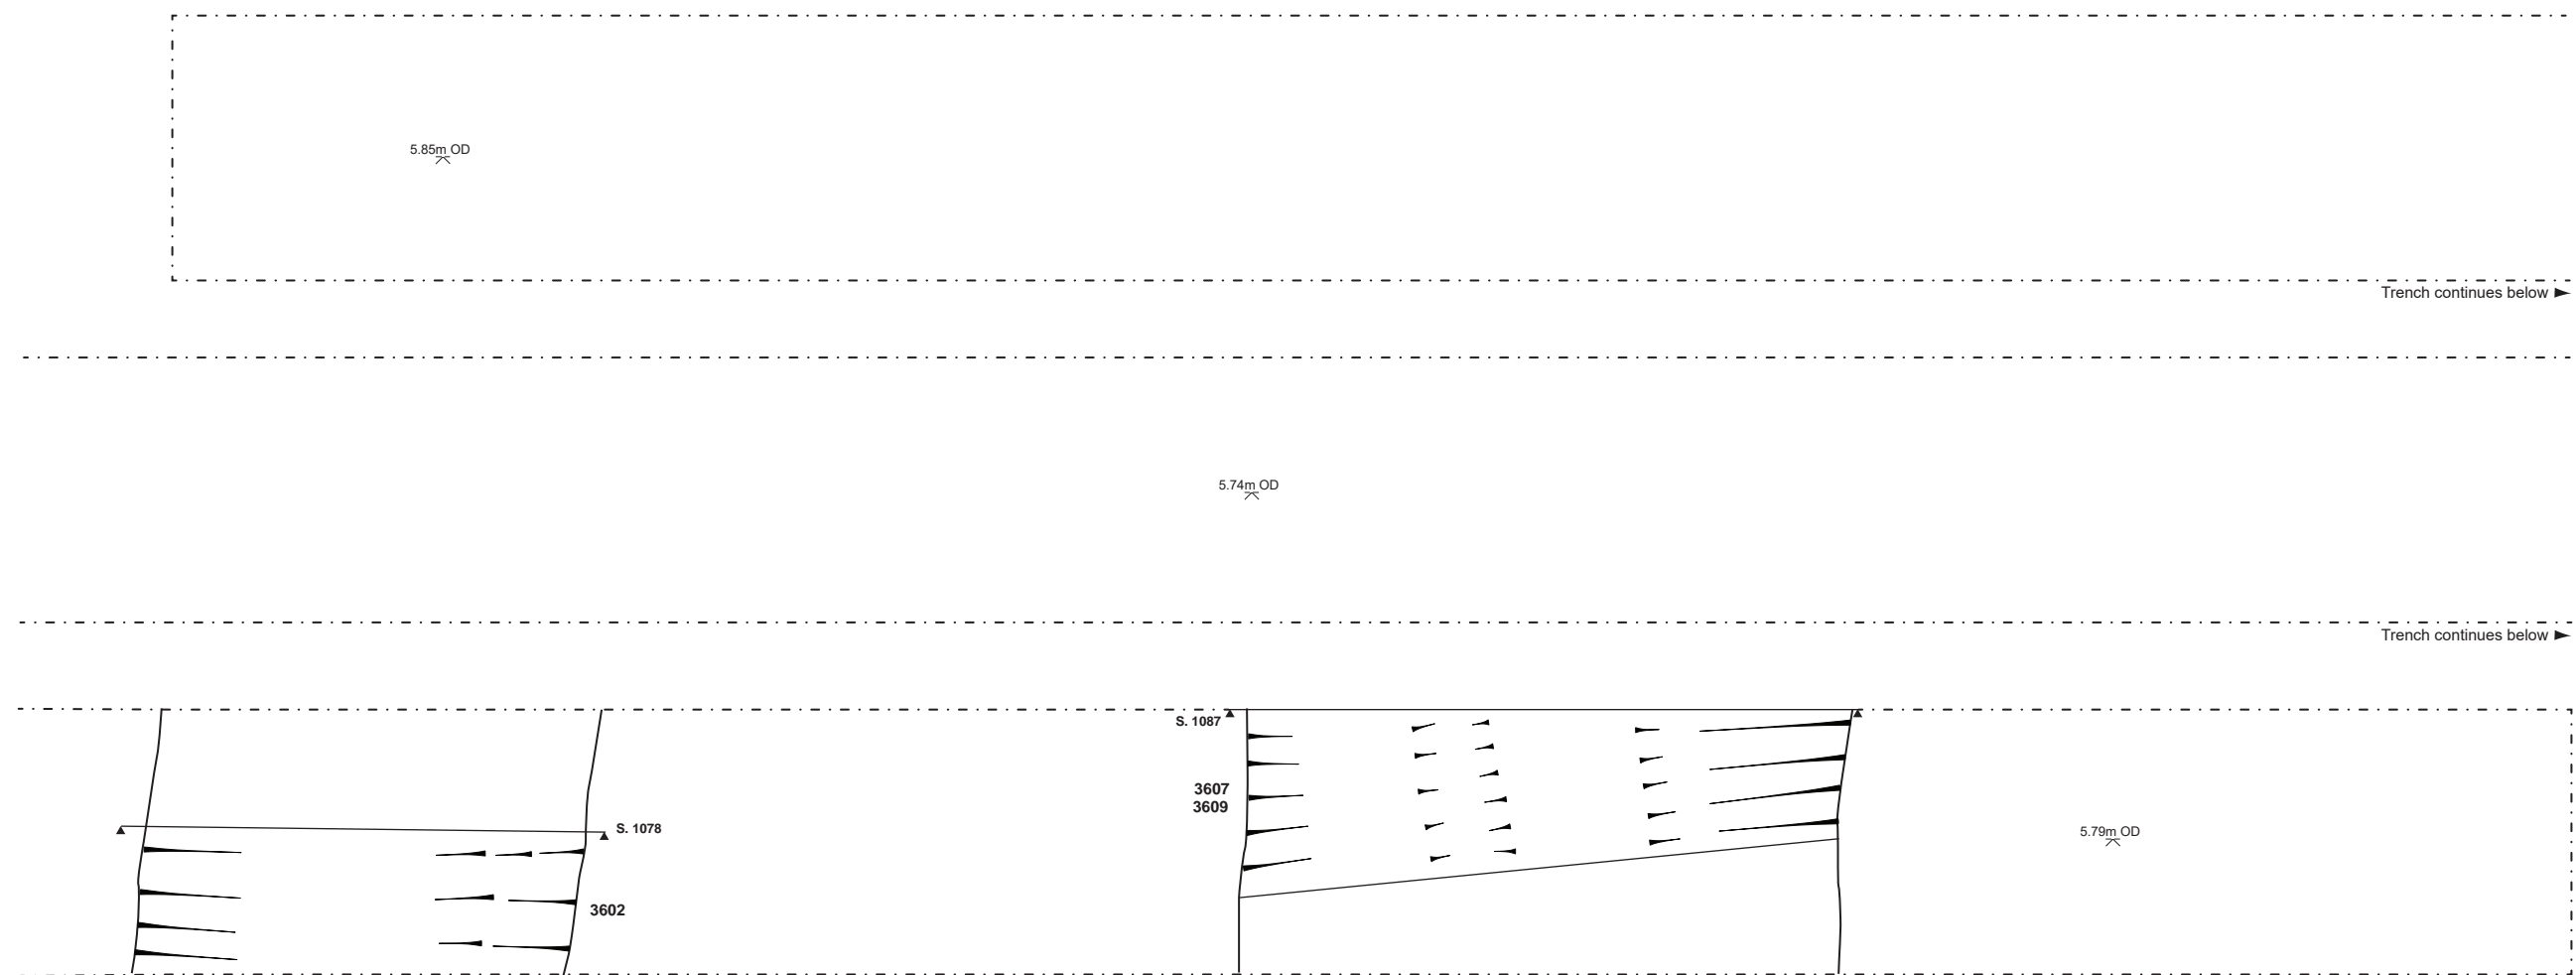 5.85m OD
Trench continues below
5.74m OD
Trench continues below
S. 1087
3607
3609
S. 1078
5.79m OD
3602